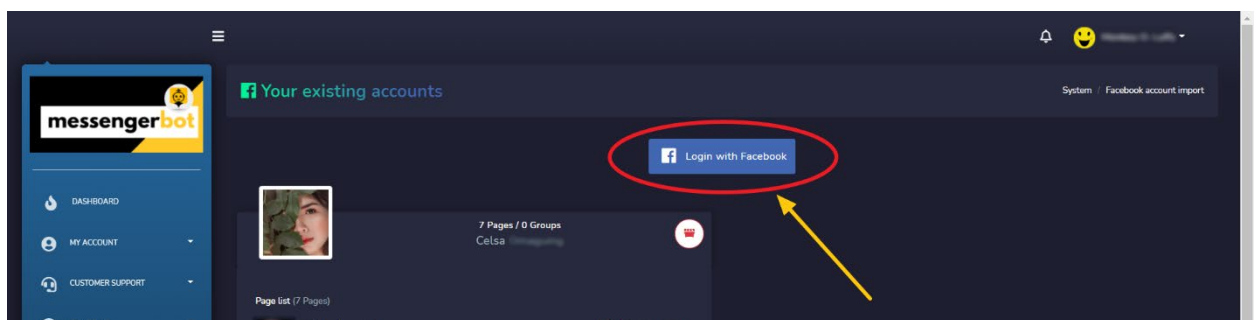 Your existing accounts
System / Facebook account import
messengerbot
Login with Facebook
DASHBOARD
7 Pages / 0 Groups
Celsa
MY ACCOUNT
CUSTOMER SUPPORT
Page list (7 Pages)